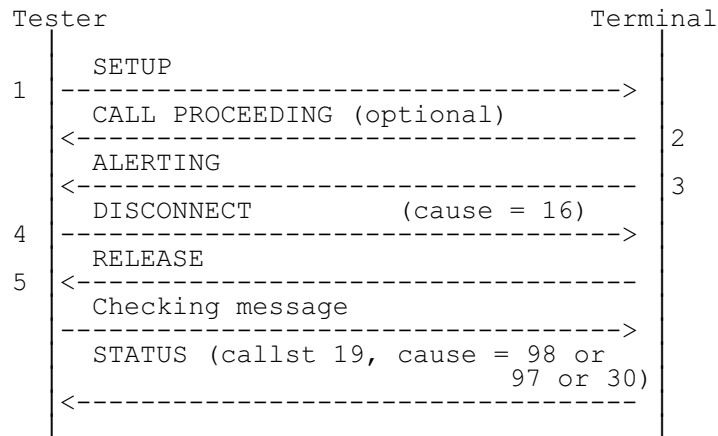 Tester Terminal
SETUP
1
CALL PROCEEDING (optional)
2
ALERTING
3
DISCONNECT (cause = 16)
4
RELEASE
5
Checking message
STATUS (callst 19, cause = 98 or
97 or 30)